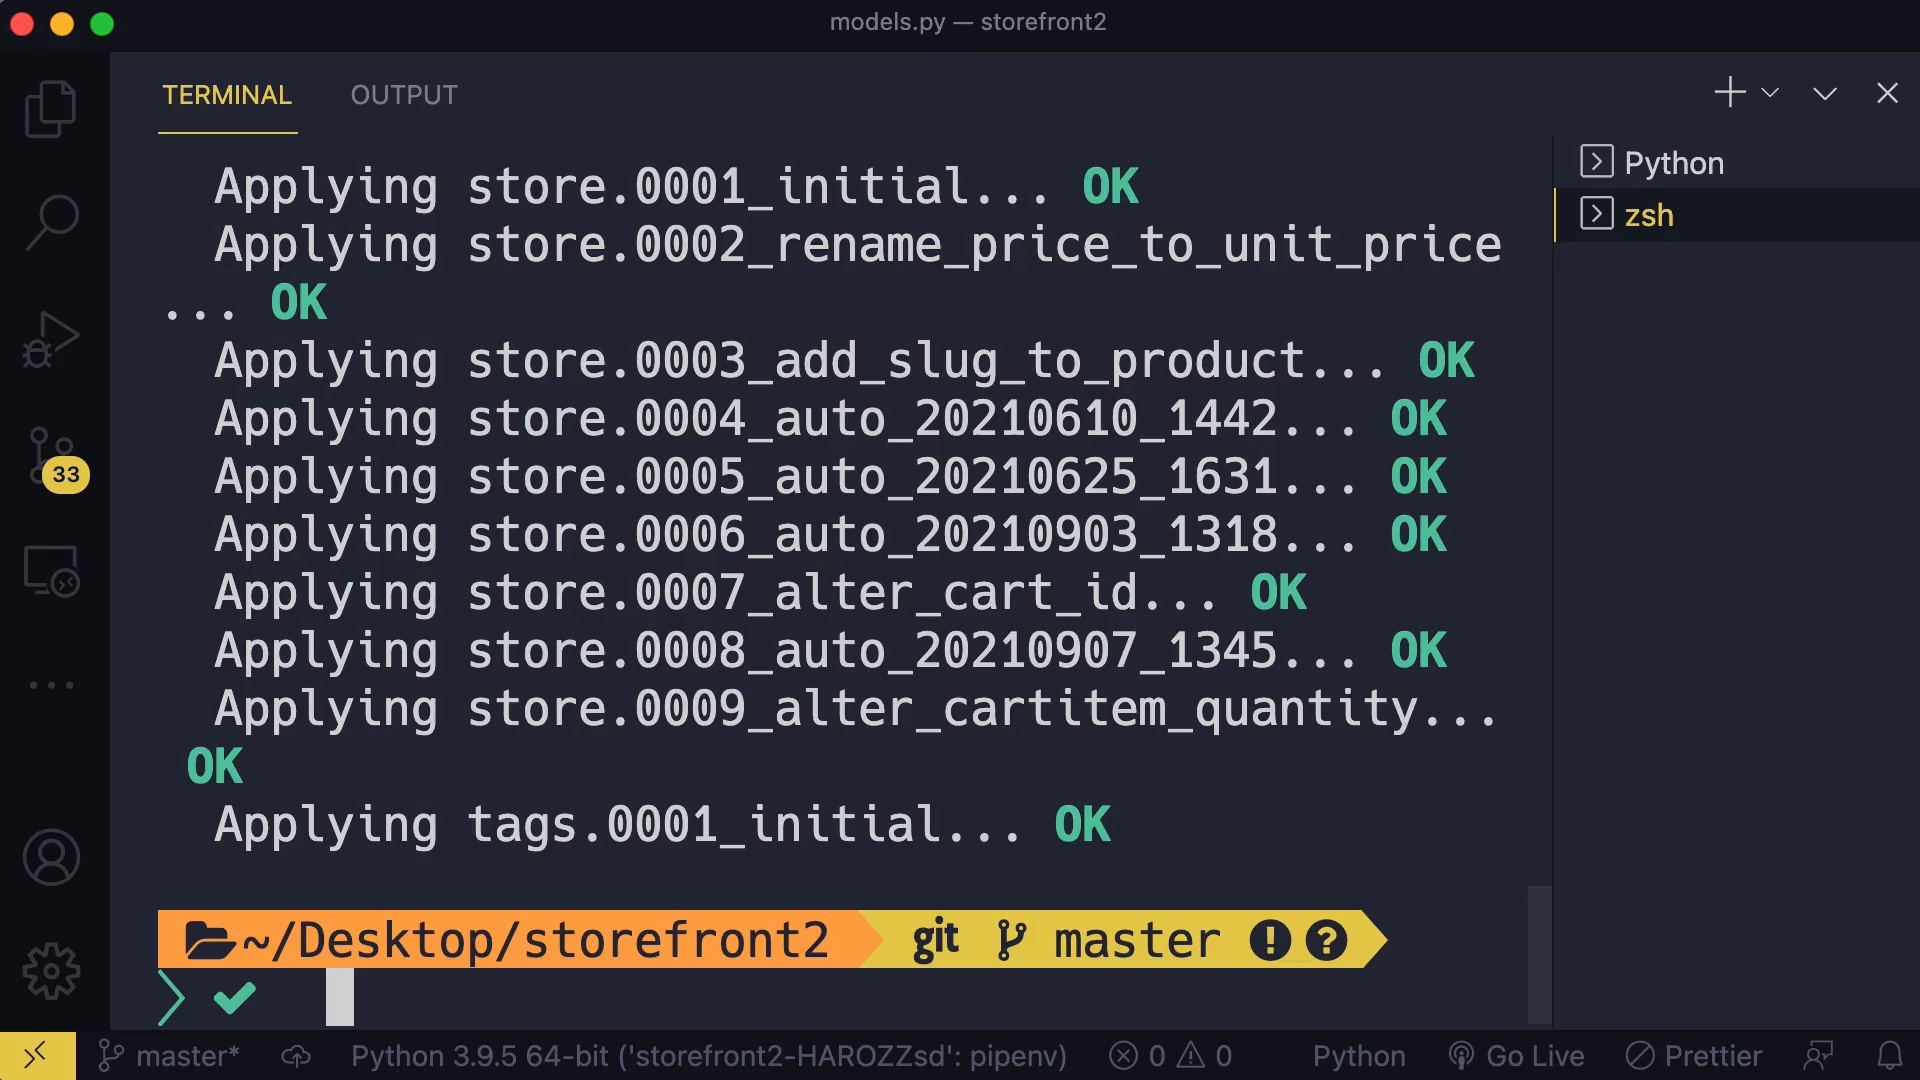 models.py — storefront2
TERMINAL OUTPUT
Applying store.0001_initial... OK
Applying store.0002_rename_price_to_unit_price
... OK
Applying store.0003_add_slug_to_product... OK
Applying store.0004_auto_20210610_1442... OK
Applying store.0005_auto_20210625_1631... OK
Applying store.0006_auto_20210903_1318... OK
Applying store.0007_alter_cart_id... OK
Applying store.0008_auto_20210907_1345... OK
Applying store.0009_alter_cartitem_quantity...
OK
Applying tags.0001_initial... OK
~/Desktop/storefront2 git master
Python
zsh
33
master* Python 3.9.5 64-bit ('storefront2-HAROZZsd': pipenv) 0 0 Python Go Live Prettier